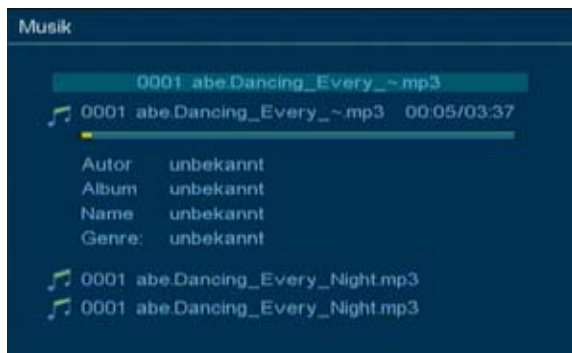 Musik
0001 abe.Dancing_Every_~.mp3
0001 abe.Dancing_Every_~.mp3 00:05/03:37
Autor unbekannt
Album unbekannt
Name unbekannt
Genre: unbekannt
0001 abe.Dancing_Every_Night.mp3
0001 abe.Dancing_Every_Night.mp3